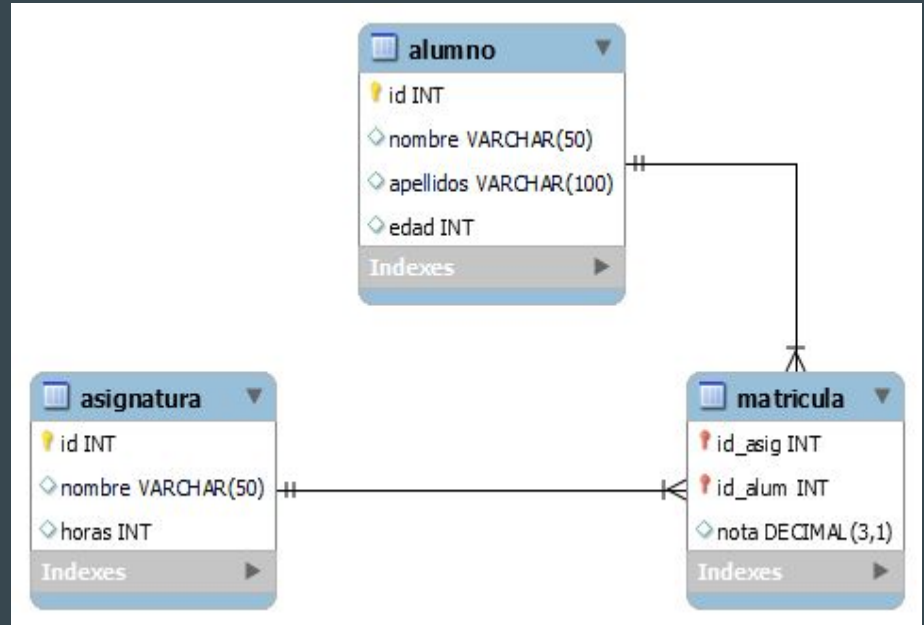 alumno
id INT
nombre VARCHAR(50)
apellidos VARCHAR(100)
edad INT
Indexes
asignatura
id INT
nombre VARCHAR(50)
horas INT
Indexes
matricula
id_asig INT
id_alum INT
nota DECIMAL(3,1)
Indexes